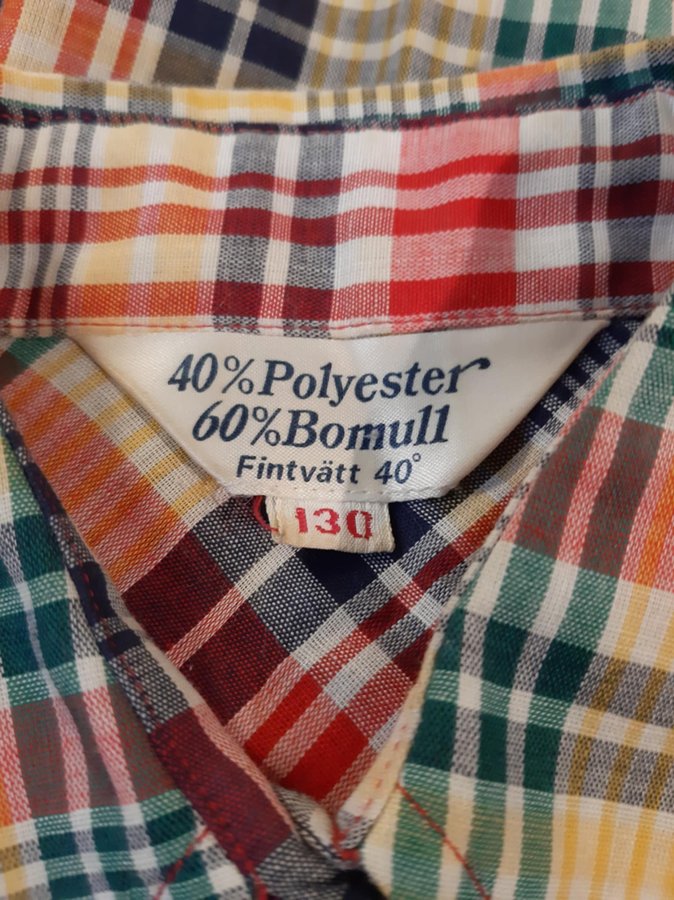 40% Polyester
60% Bomull
Fintvätt 40°
130